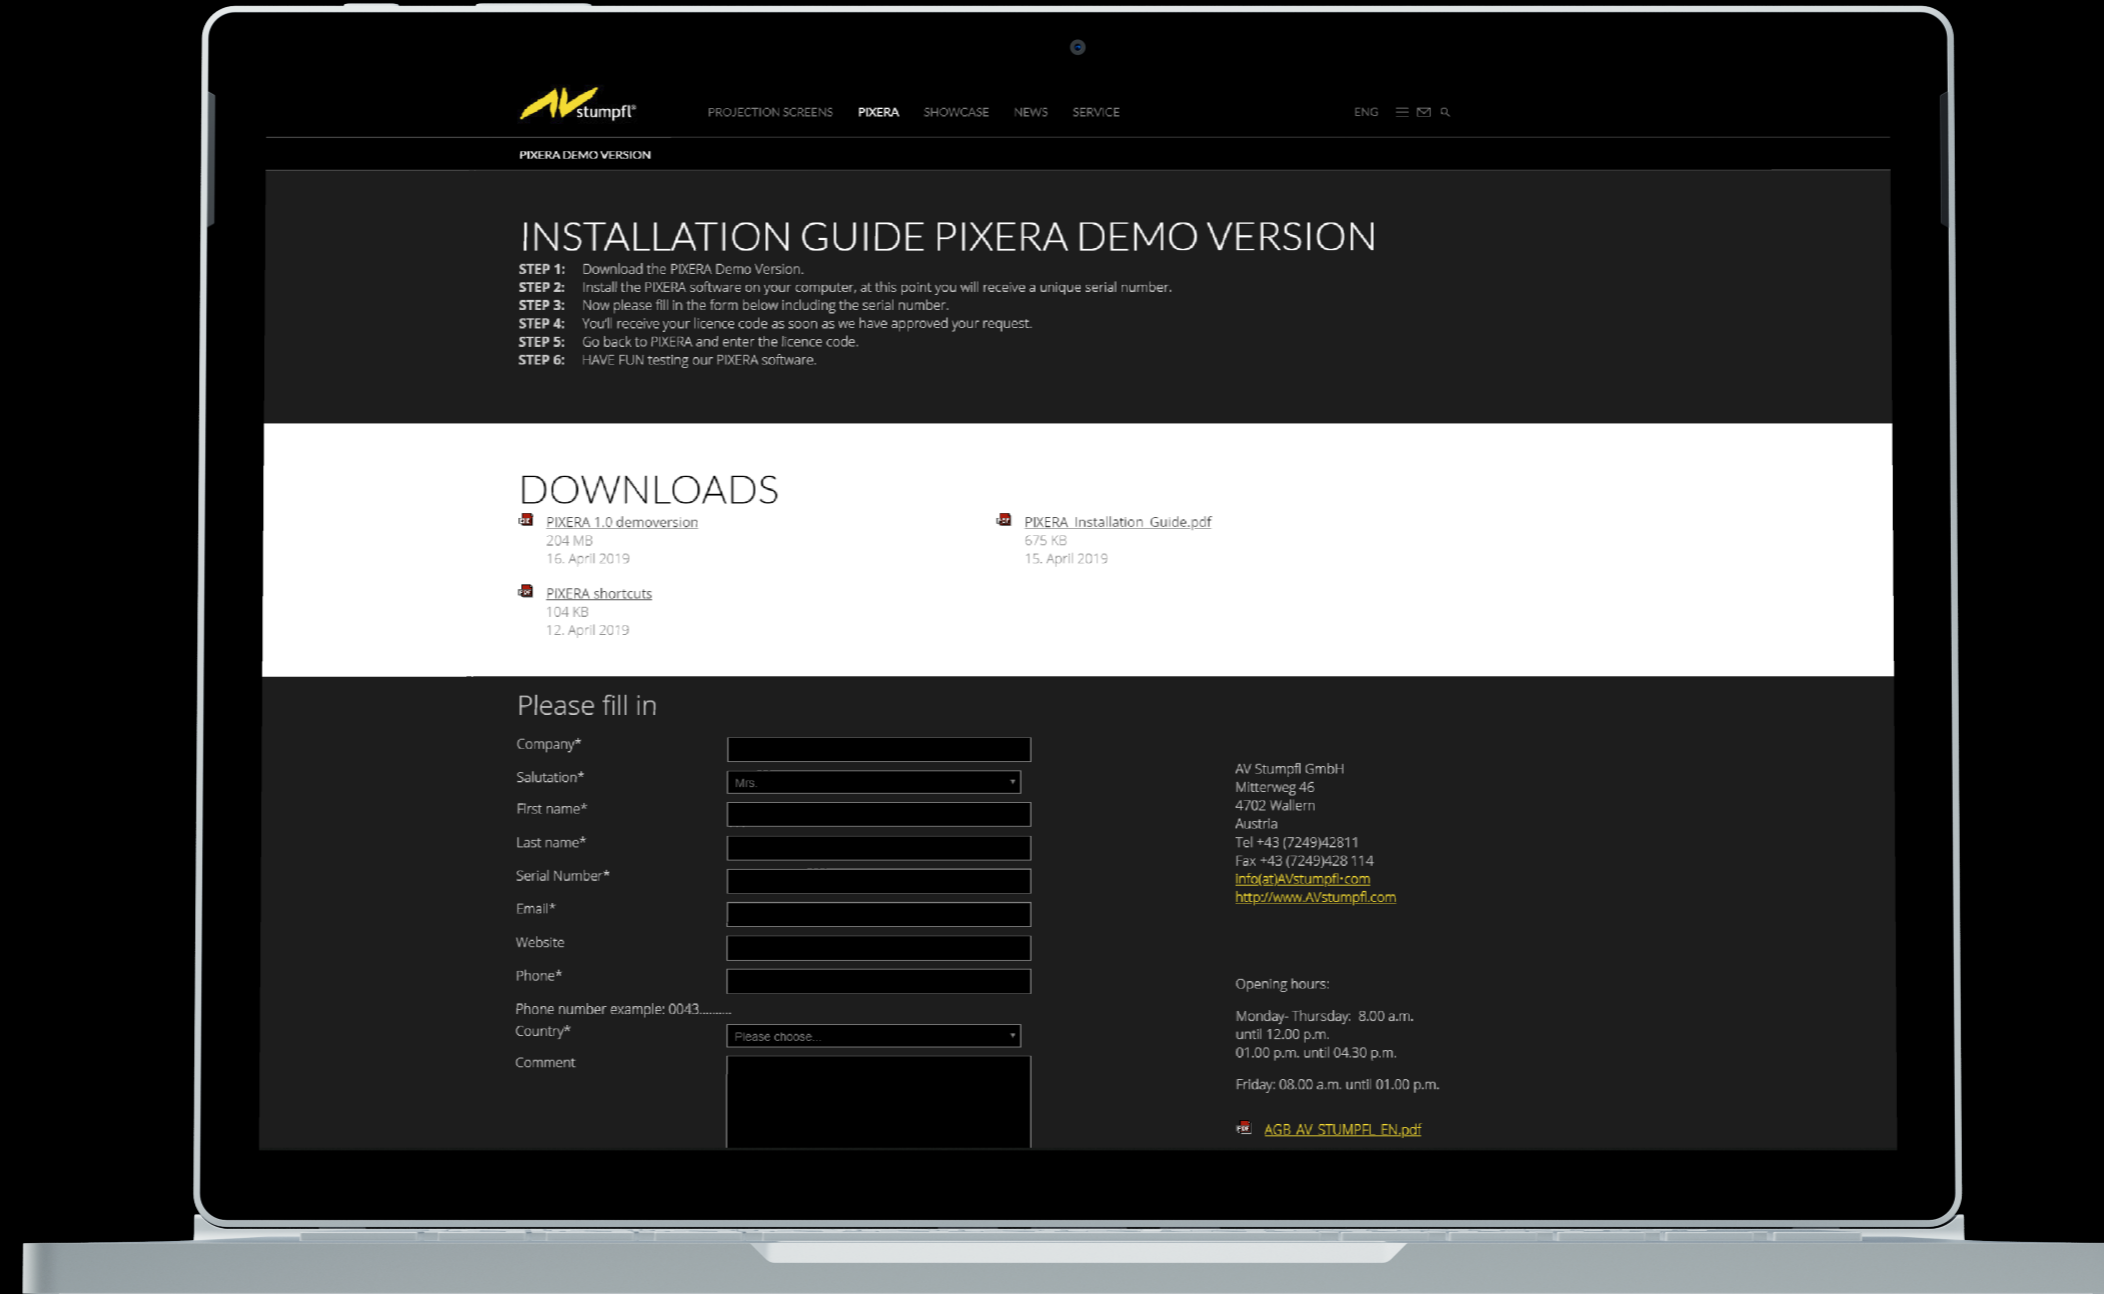 AV stumpfl®
PROJECTION SCREENS PIXERA SHOWCASE NEWS SERVICE ENG
PIXERA DEMO VERSION
INSTALLATION GUIDE PIXERA DEMO VERSION
STEP 1: Download the PIXERA Demo Version.
STEP 2: Install the PIXERA software on your computer, at this point you will receive a unique serial number.
STEP 3: Now please fill in the form below including the serial number.
STEP 4: You'll receive your licence code as soon as we have approved your request.
STEP 5: Go back to PIXERA and enter the licence code.
STEP 6: HAVE FUN testing our PIXERA software.
DOWNLOADS
PIXERA 1.0 demoversion
204 MB
16. April 2019
PIXERA_Installation_Guide.pdf
675 KB
15. April 2019
PDF PIXERA shortcuts
104 KB
12. April 2019
Please fill in
Company*
Salutation* Mrs.
First name*
Last name*
Serial Number*
Email*
Website
Phone*
Phone number example: 0043..........
Country* Please choose...
Comment
AV Stumpfl GmbH
Mitterweg 46
4702 Wallern
Austria
Tel +43 (7249)42811
Fax +43 (7249)428 114
info(at)AVstumpfl•com
http://www.AVstumpfl.com
Opening hours:
Monday- Thursday: 8.00 a.m.
until 12.00 p.m.
01.00 p.m. until 04.30 p.m.
Friday: 08.00 a.m. until 01.00 p.m.
PDF AGB_AV_STUMPFL_EN.pdf